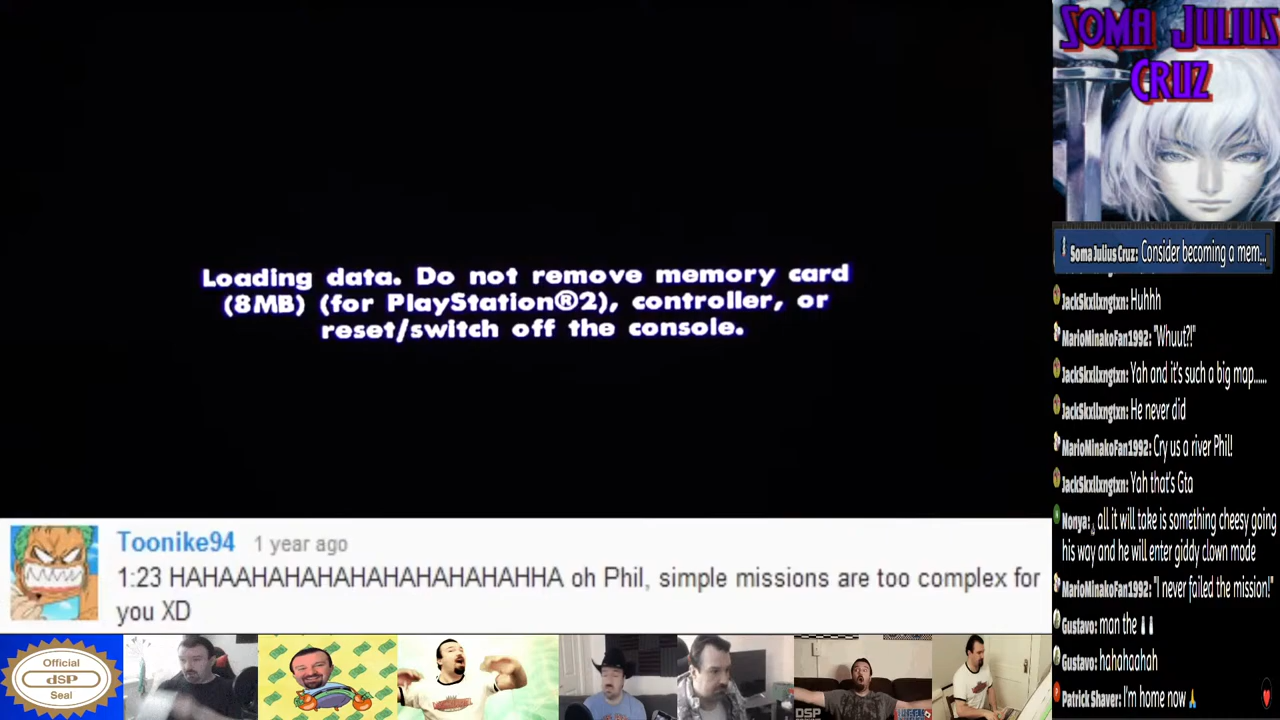 Loading data. Do not remove memory card
(8MB) (for PlayStation®2), controller, or
reset/switch off the console.
Toonike94 1 year ago
1:23 HAHAAHAHAHAHAHAHAHAHAHHA oh Phil, simple missions are too complex for
you XD
Official
dSP
Seal
DSP
SOMA JULIUS
CRUZ
Soma Julius Cruz: Consider becoming a mem...
JackSkxllxngtxn: Huhhh
MarioMinakoFan1992: "Whuut?!"
JackSkxllxngtxn: Yah and it's such a big map.....
JackSkxllxngtxn: He never did
MarioMinakoFan1992: Cry us a river Phil!
JackSkxllxngtxn: Yah that's Gta
Nonya: all it will take is something cheesy going
his way and he will enter giddy clown mode
MarioMinakoFan1992: "I never failed the mission!"
Gustavo: man the
Gustavo: hahahaahah
Patrick Shaver: I'm home now🙏